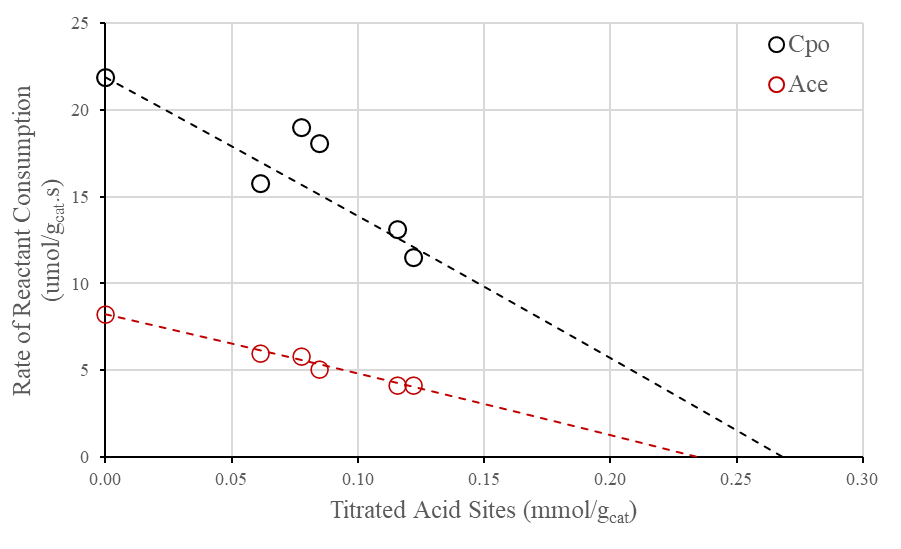 25
20
15
10
5
0
0.00
0.05
0.10
0.15
0.20
0.25
0.30
Rate of Reactant Consumption
(umol/gcat.s)
Titrated Acid Sites (mmol/gcat)
Cpo
Ace